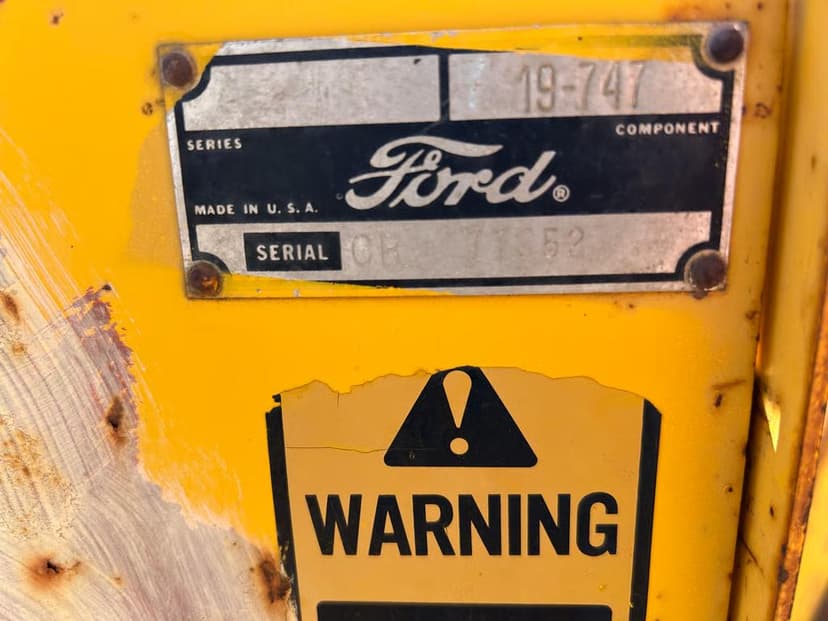 19-747
SERIES
COMPONENT
Ford®
MADE IN U. S. A.
SERIAL
WARNING